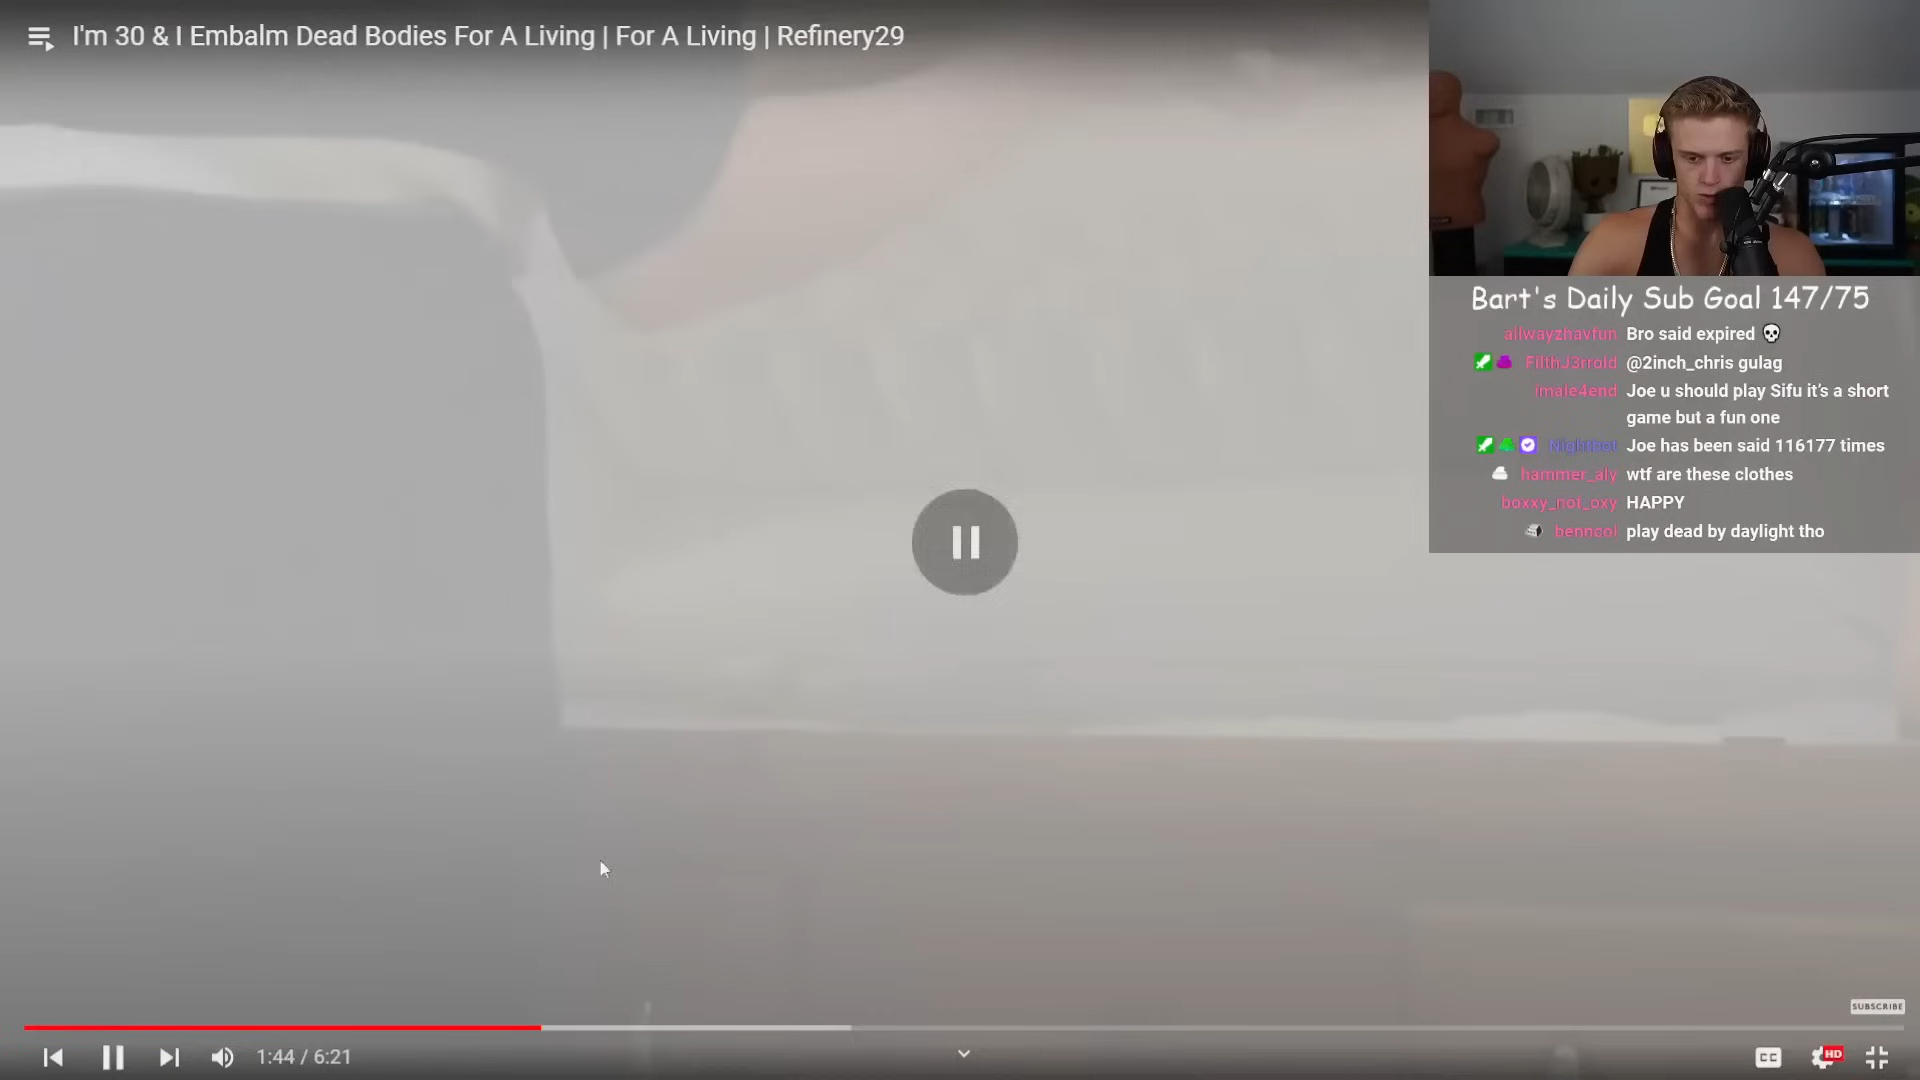 I'm 30 & I Embalm Dead Bodies For A Living | For A Living | Refinery29
Bart's Daily Sub Goal 147/75
allwayzhavfun Bro said expired 💀
FilthJ3rrold @2inch_chris gulag
imale4end Joe u should play Sifu it's a short
game but a fun one
Nightbot Joe has been said 116177 times
hammer_aly wtf are these clothes
boxxy_not_oxy HAPPY
benncol play dead by daylight tho
SUBSCRIBE
1:44 / 6:21
CC
HD